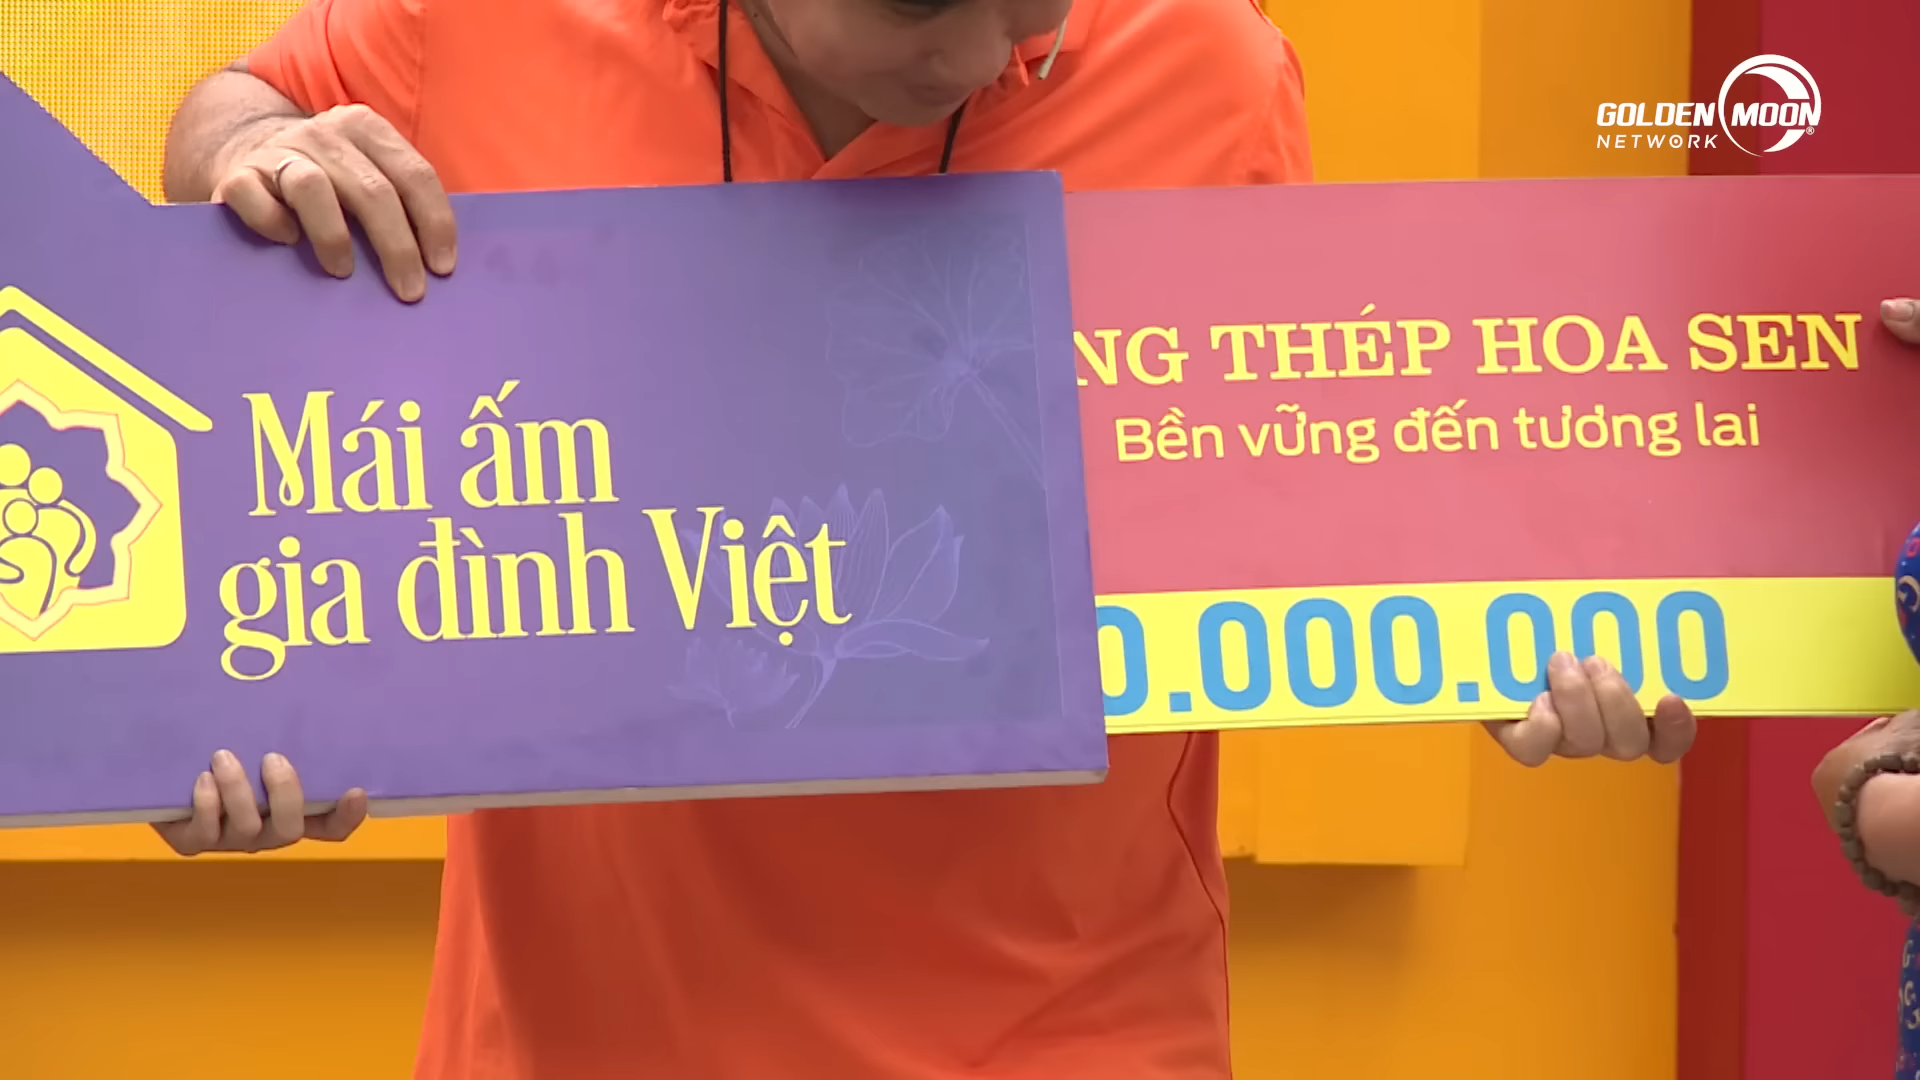 GOLDEN MOON
NETWORK
Mái ấm
gia đình Việt
NG THÉP HOA SEN
Bền vững đến tương lai
0.000.000